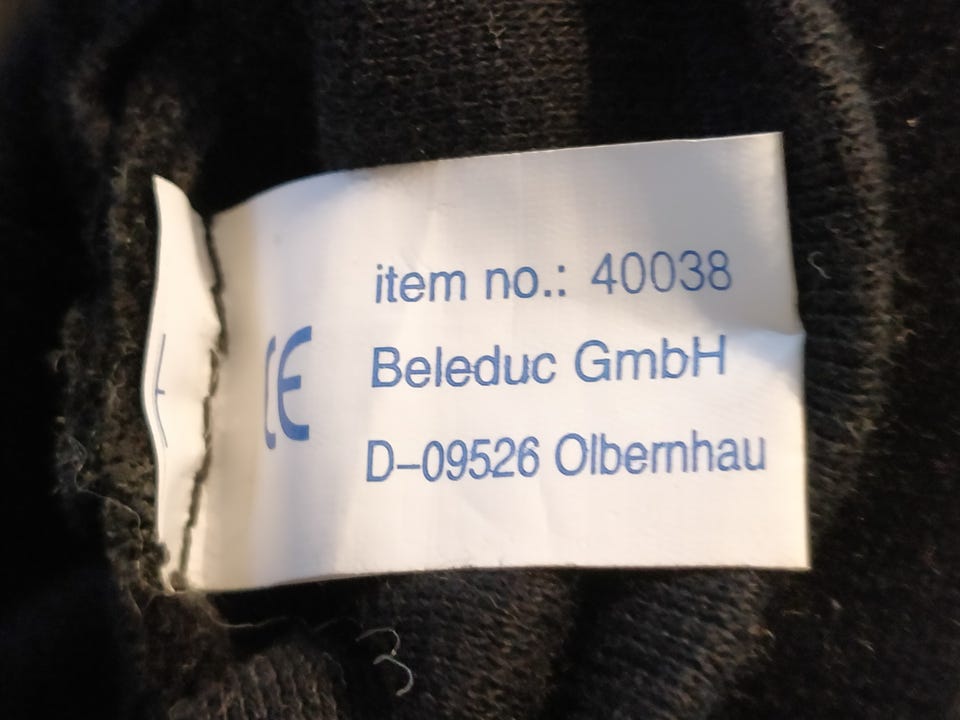 item no.: 40038
CE
Beleduc GmbH
D–09526 Olbernhau